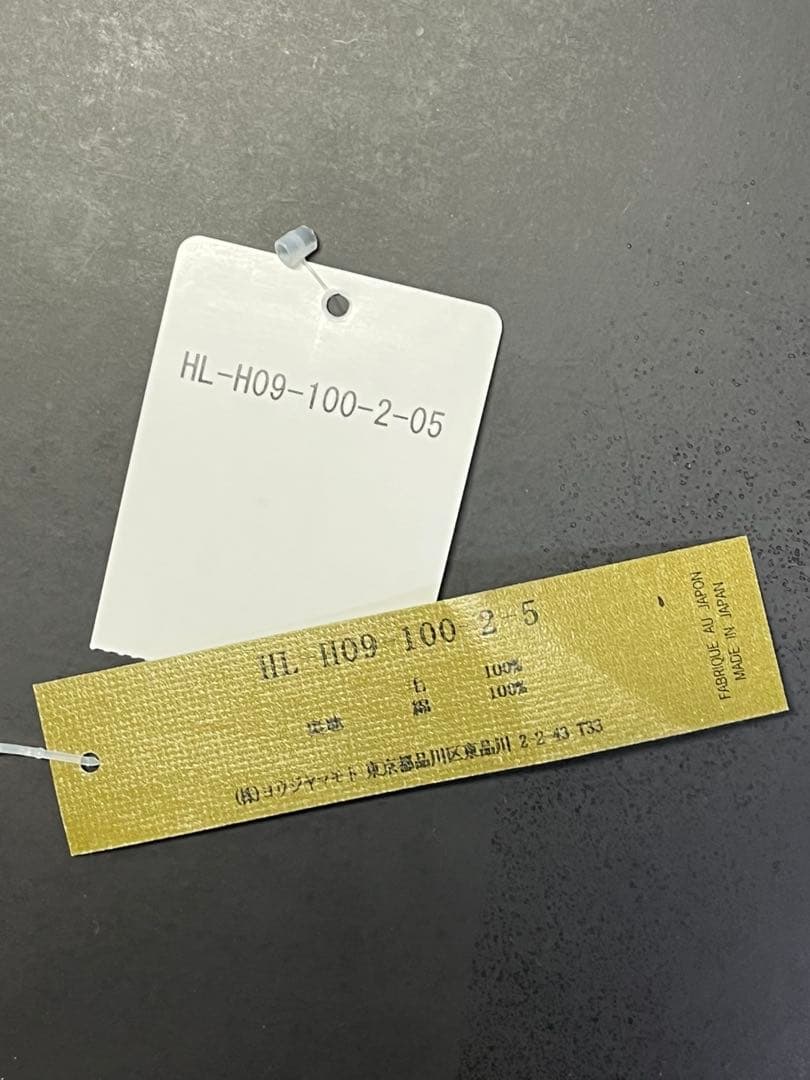 HL-H09-100-2-05
HL H09 100 2-5
毛 100%
綿 100%
(株)ヨウジヤマモト 東京都品川区東品川 2-2-43 T33
FABRIQUE AU JAPON
MADE IN JAPAN